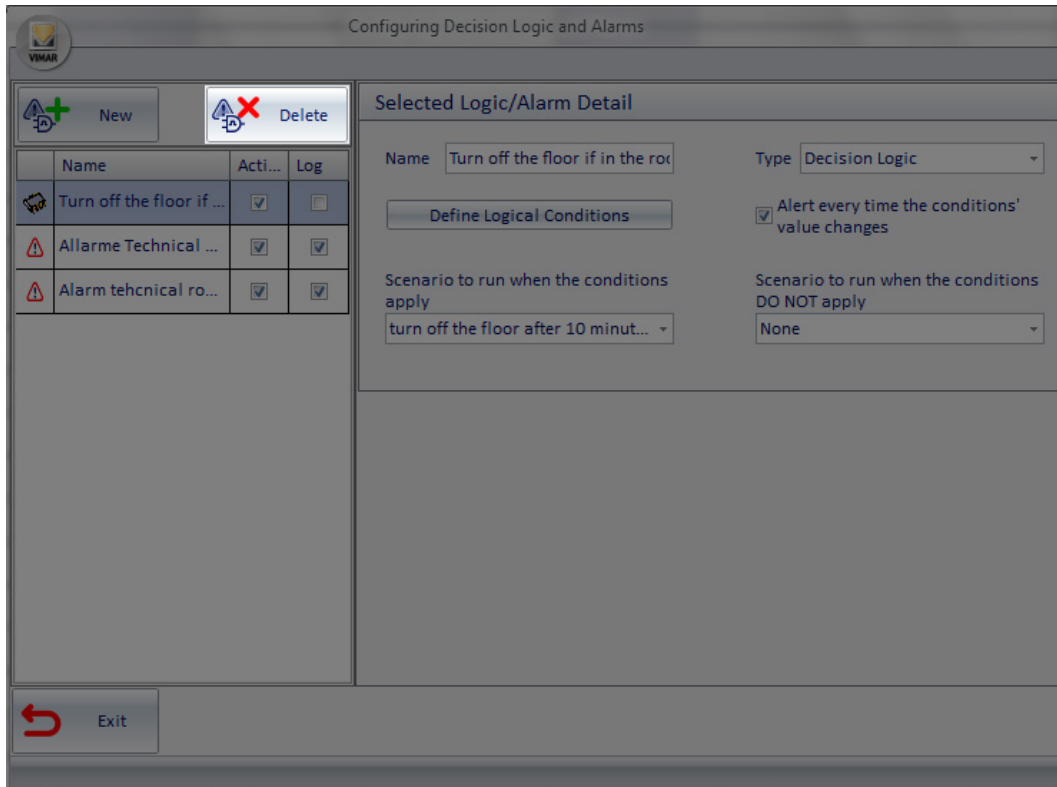 Configuring Decision Logic and Alarms
VIMAR
New
Delete
Selected Logic/Alarm Detail
Name Acti... Log
Turn off the floor if ...
Allarme Technical ...
Alarm tehcnical ro...
Name Turn off the floor if in the roo
Type Decision Logic
Define Logical Conditions
Alert every time the conditions'
value changes
Scenario to run when the conditions
apply
turn off the floor after 10 minut...
Scenario to run when the conditions
DO NOT apply
None
Exit